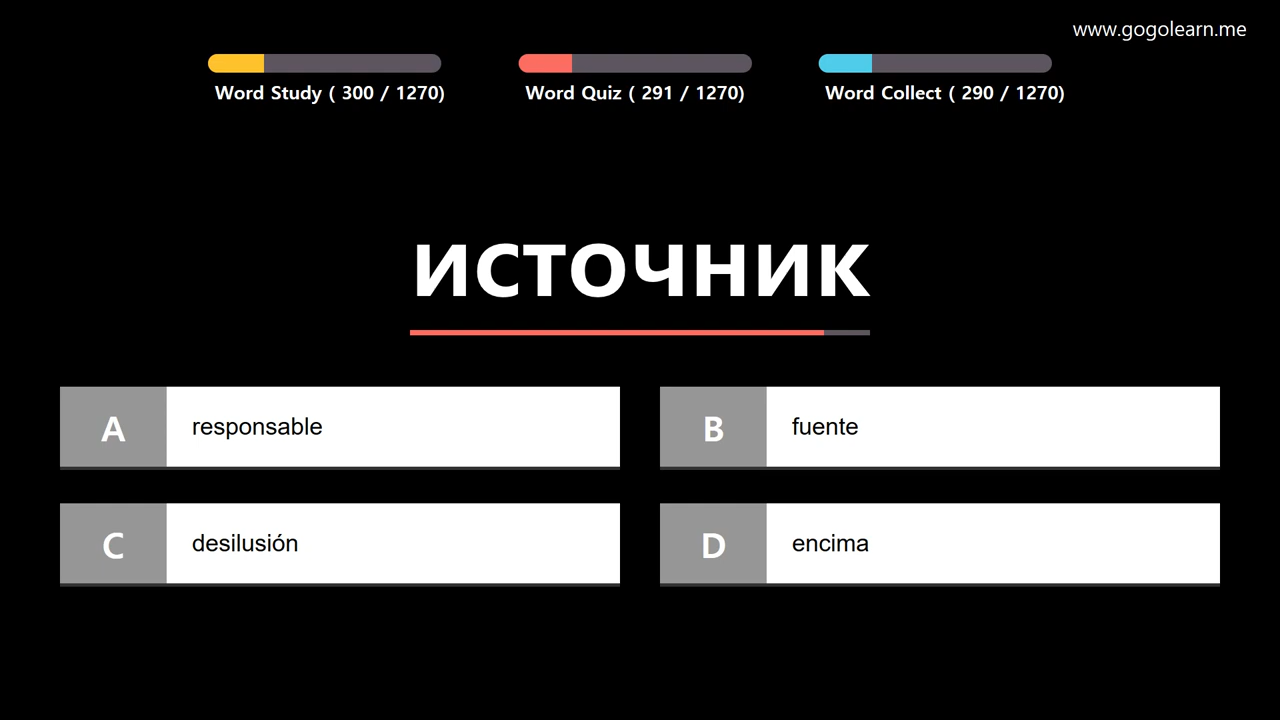 www.gogolearn.me
Word Study ( 300 / 1270)
Word Quiz ( 291 / 1270)
Word Collect ( 290 / 1270)
ИСТОЧНИК
A responsable
B fuente
C desilusión
D encima